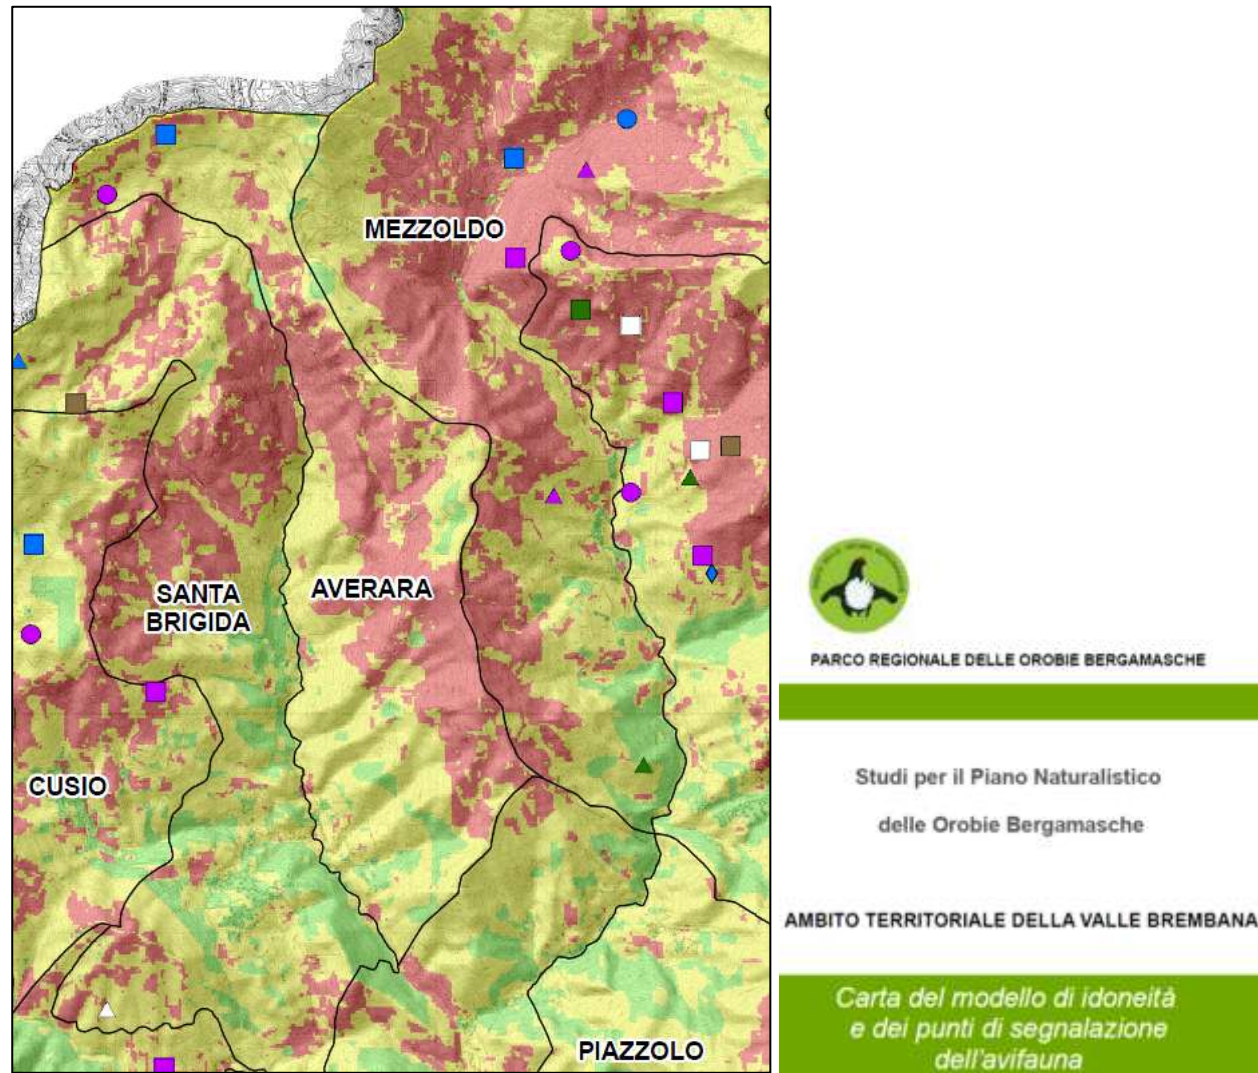 MEZZOLDO
SANTA
BRIGIDA
AVERARA
CUSIO
PIAZZOLO
PARCO REGIONALE DELLE OROBIE BERGAMASCHE
Studi per il Piano Naturalistico
delle Orobie Bergamasche
AMBITO TERRITORIALE DELLA VALLE BREMBANA
Carta del modello di idoneità
e dei punti di segnalazione
dell'avifauna